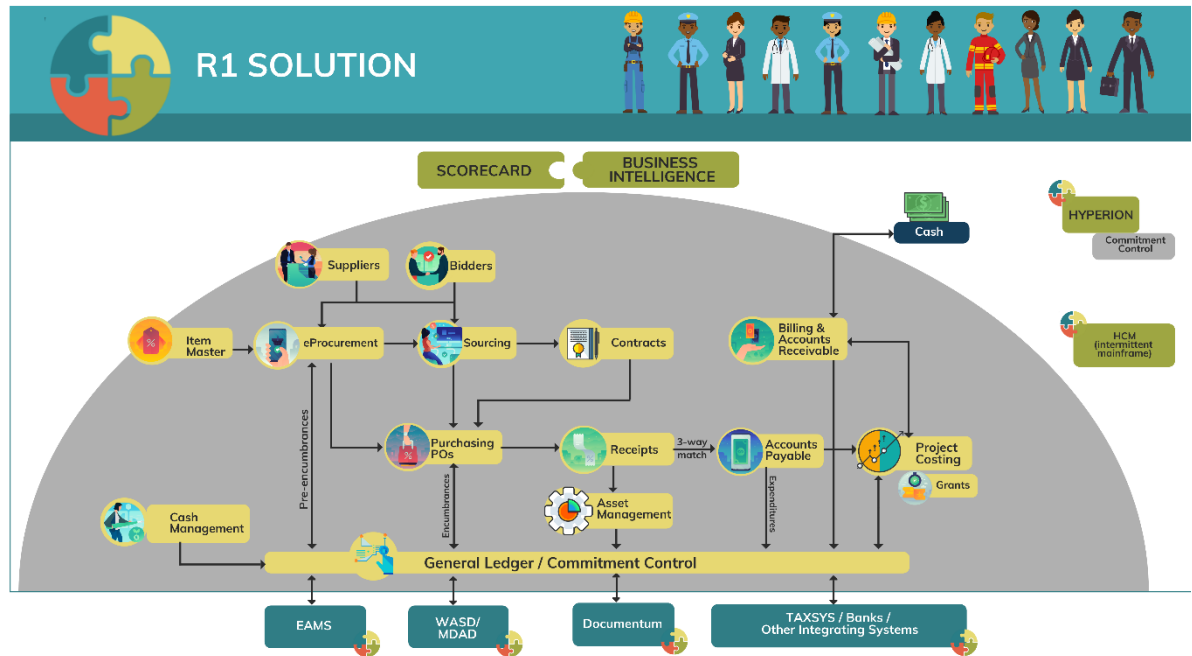 R1 SOLUTION
SCORECARD
BUSINESS
INTELLIGENCE
Cash
HYPERION
Commitment
Control
Suppliers
Bidders
Item
Master
eProcurement
Sourcing
Contracts
Billing &
Accounts
Receivable
HCM
(intermittent
mainframe)
Pre-encumbrances
Purchasing
POs
Receipts
3-way
match
Accounts
Payable
Project
Costing
Grants
Encumbrances
Expenditures
Asset
Management
Cash
Management
General Ledger / Commitment Control
EAMS
WASD/
MDAD
Documentum
TAXSYS / Banks /
Other Integrating Systems